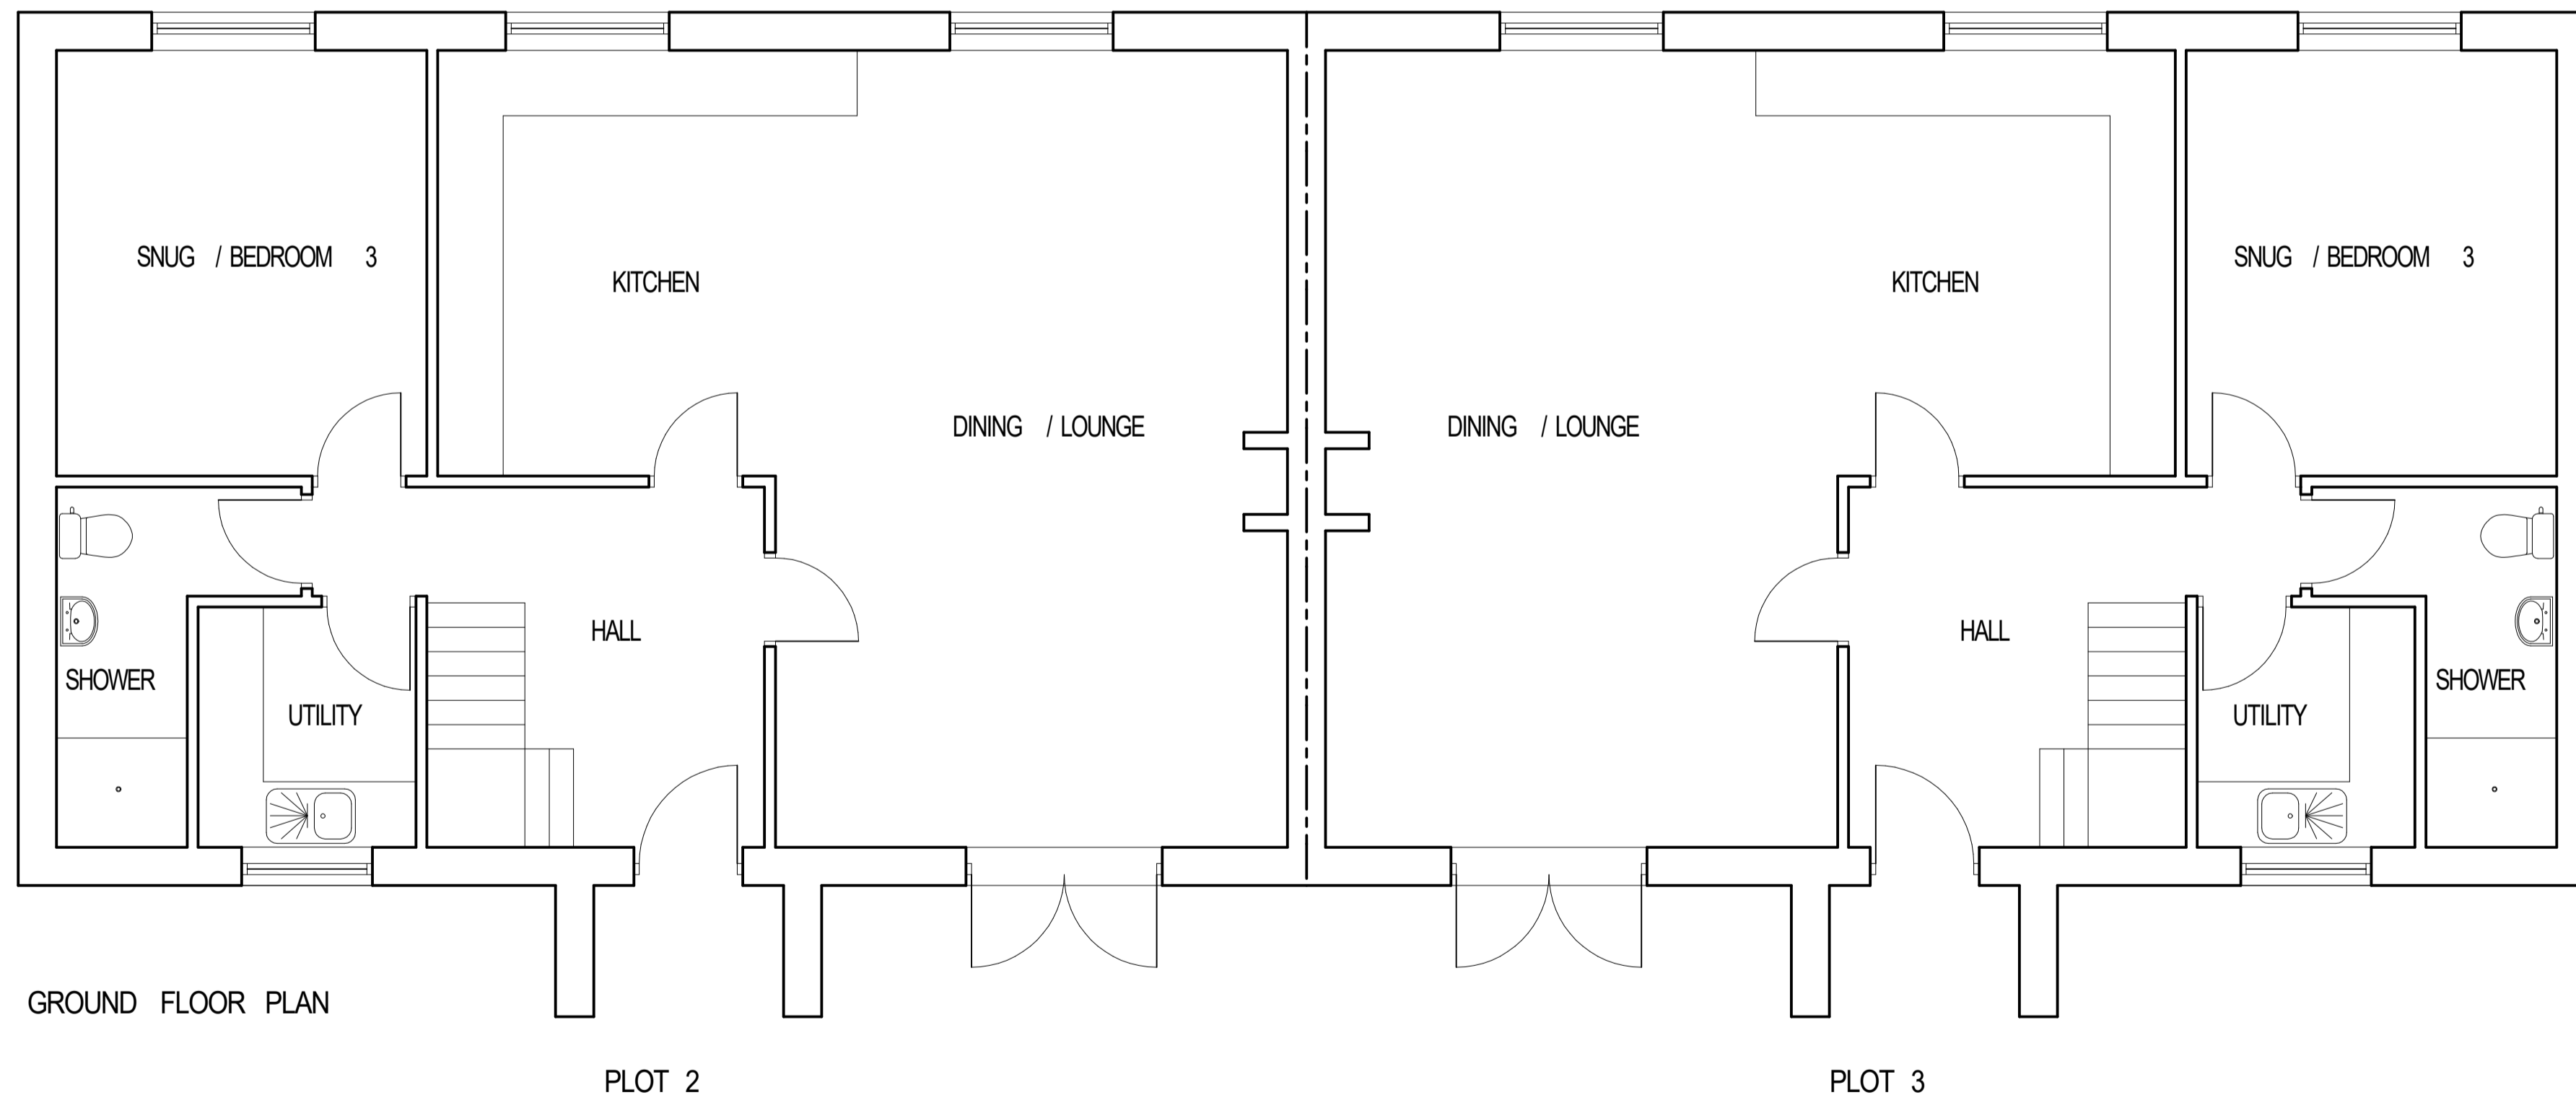 SNUG / BEDROOM 3
KITCHEN
KITCHEN
SNUG / BEDROOM 3
DINING / LOUNGE
DINING / LOUNGE
HALL
HALL
SHOWER
SHOWER
UTILITY
UTILITY
GROUND FLOOR PLAN
PLOT 2
PLOT 3